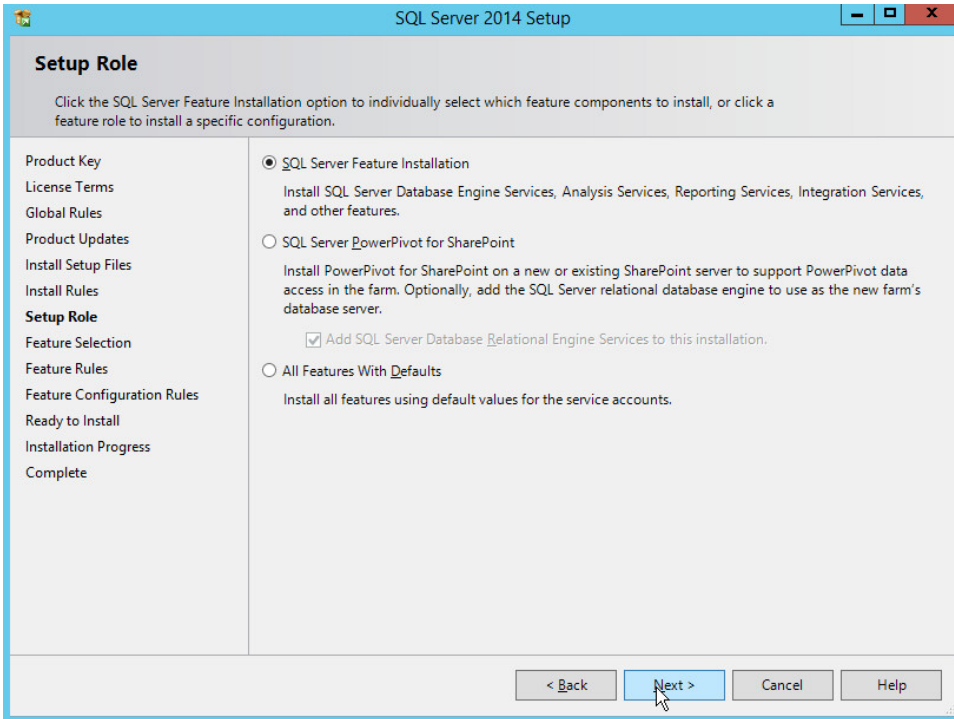 SQL Server 2014 Setup
Setup Role
Click the SQL Server Feature Installation option to individually select which feature components to install, or click a
feature role to install a specific configuration.
Product Key
License Terms
Global Rules
Product Updates
Install Setup Files
Install Rules
Setup Role
Feature Selection
Feature Rules
Feature Configuration Rules
Ready to Install
Installation Progress
Complete
SQL Server Feature Installation
Install SQL Server Database Engine Services, Analysis Services, Reporting Services, Integration Services,
and other features.
SQL Server PowerPivot for SharePoint
Install PowerPivot for SharePoint on a new or existing SharePoint server to support PowerPivot data
access in the farm. Optionally, add the SQL Server relational database engine to use as the new farm's
database server.
Add SQL Server Database Relational Engine Services to this installation.
All Features With Defaults
Install all features using default values for the service accounts.
< Back
Next >
Cancel
Help